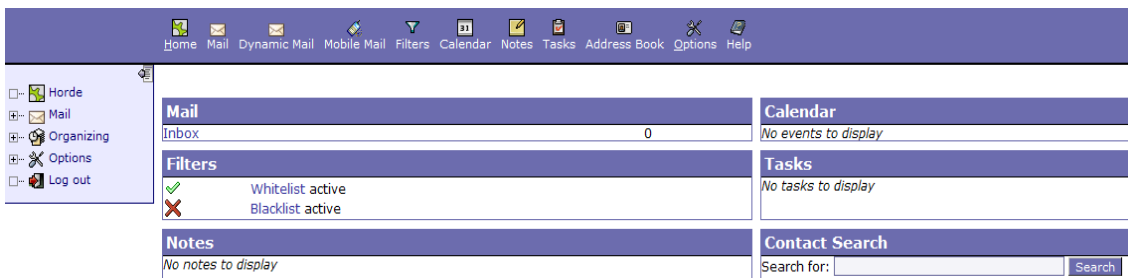 Home Mail Dynamic Mail Mobile Mail Filters Calendar Notes Tasks Address Book Options Help
Horde
Mail
Organizing
Options
Log out
Mail
Inbox 0
Filters
Whitelist active
Blacklist active
Notes
No notes to display
Calendar
No events to display
Tasks
No tasks to display
Contact Search
Search for: Search